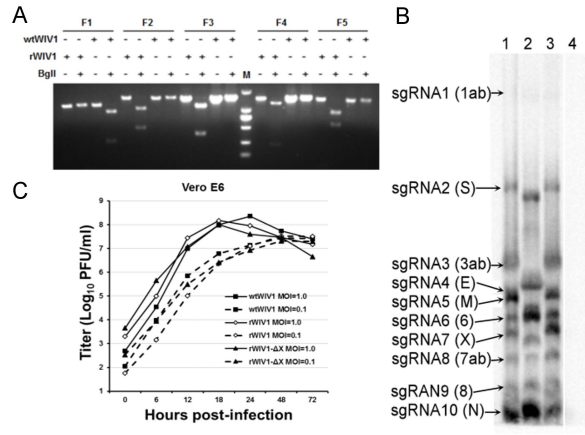 A
F1 F2 F3 F4 F5
wtWIV1 - - + + - - + + - - + + - - + + - - + +
rWIV1 + + - - + + - - + + - - + + - - + + - -
BglI - + - + - + - + - + - + M - + - + - + - +
B
1 2 3 4
sgRNA1 (1ab)
sgRNA2 (S)
sgRNA3 (3ab)
sgRNA4 (E)
sgRNA5 (M)
sgRNA6 (6)
sgRNA7 (X)
sgRNA8 (7ab)
sgRAN9 (8)
sgRNA10 (N)
C
Vero E6
Titer (Log10 PFU/ml)
9
8
7
6
5
4
3
2
1
wtWIV1 MOI=1.0
wtWIV1 MOI=0.1
rWIV1 MOI=1.0
rWIV1 MOI=0.1
rWIV1-ΔX MOI=1.0
rWIV1-ΔX MOI=0.1
0 6 12 18 24 48 72
Hours post-infection